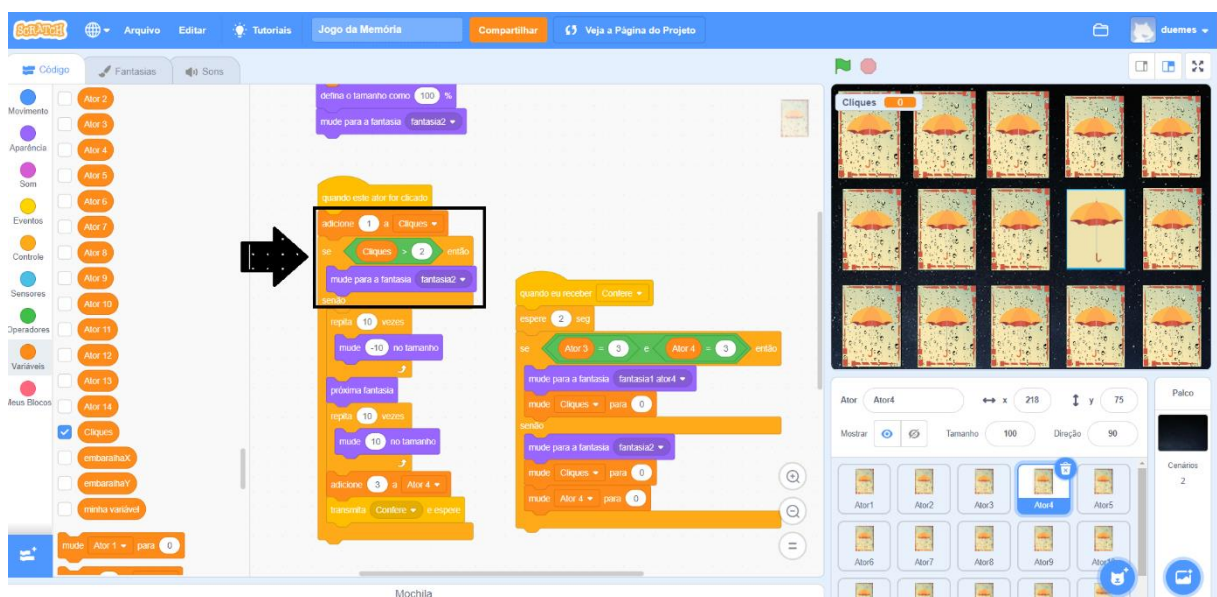 SCRATCH Arquivo Editar Tutoriais Jogo da Memória Compartilhar Veja a Página do Projeto duemes
Código Fantasias Sons
Movimento
Aparência
Som
Eventos
Controle
Sensores
Operadores
Variáveis
Meus Blocos
Ator 2
Ator 3
Ator 4
Ator 5
Ator 6
Ator 7
Ator 8
Ator 9
Ator 10
Ator 11
Ator 12
Ator 13
Ator 14
Cliques
embaralhaX
embaralhaY
minha variável
mude Ator 1 para 0
defina o tamanho como 100 %
mude para a fantasia fantasia2
quando este ator for clicado
adicione 1 a Cliques
se Cliques > 2 então
mude para a fantasia fantasia2
senão
repita 10 vezes
mude -10 no tamanho
próxima fantasia
repita 10 vezes
mude 10 no tamanho
adicione 3 a Ator 4
transmita Confere e espere
quando eu receber Confere
espere 2 seg
se Ator 3 = 3 e Ator 4 = 3 então
mude para a fantasia fantasia1 ator4
mude Cliques para 0
senão
mude para a fantasia fantasia2
mude Cliques para 0
mude Ator 4 para 0
Mochila
Cliques 0
Ator Ator4 x 218 y 75
Mostrar Tamanho 100 Direção 90
Ator1 Ator2 Ator3 Ator4 Ator5
Ator6 Ator7 Ator8 Ator9
Palco
Cenários
2